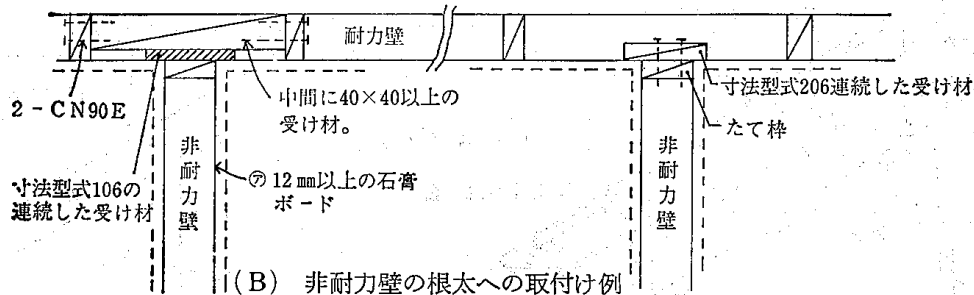 耐力壁
2-CN90E
中間に40×40以上の
受け材。
寸法型式206連続した受け材
たて枠
寸法型式106の
連続した受け材
非耐力壁
㋐12mm以上の石膏
ボード
非耐力壁
(B) 非耐力壁の根太への取付け例